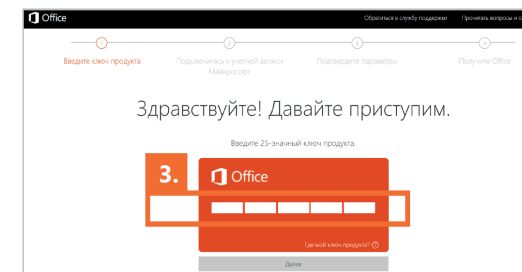 Office
Обратиться в службу поддержки Прочитать вопросы и о
1 2 3 4
Введите ключ продукта
Подключитесь к учетной записи
Майкрософт
Подтвердите параметры
Получите Office
Здравствуйте! Давайте приступим.
Введите 25-значный ключ продукта.
3.
Office
Где мой ключ продукта? ?
Далее